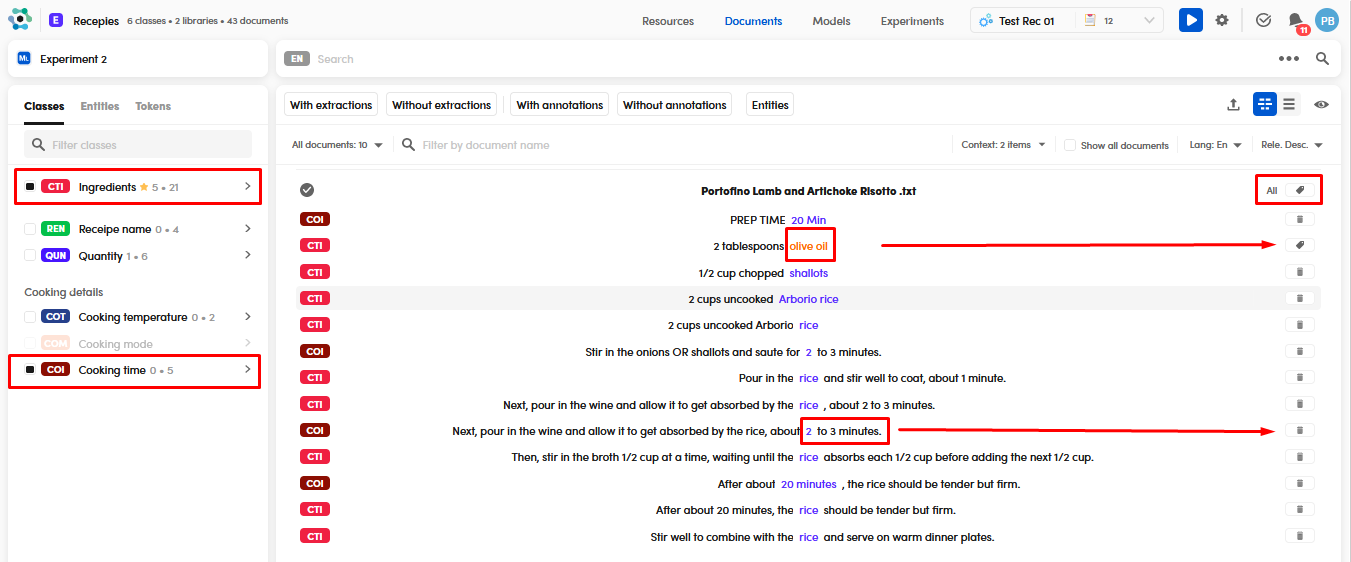 E Recepies 6 classes • 2 libraries • 43 documents Resources Documents Models Experiments Test Rec 01 12 11 PB
ML Experiment 2
EN Search
Classes Entities Tokens
Filter classes
CTI Ingredients 5 • 21
REN Receipe name 0 • 4
QUN Quantity 1 • 6
Cooking details
COT Cooking temperature 0 • 2
COM Cooking mode
COI Cooking time 0 • 5
With extractions Without extractions With annotations Without annotations Entities
All documents: 10 Filter by document name Context: 2 items Show all documents Lang: En Rele. Desc.
Portofino Lamb and Artichoke Risotto .txt All
COI PREP TIME 20 Min
CTI 2 tablespoons olive oil
CTI 1/2 cup chopped shallots
CTI 2 cups uncooked Arborio rice
CTI 2 cups uncooked Arborio rice
COI Stir in the onions OR shallots and saute for 2 to 3 minutes.
CTI Pour in the rice and stir well to coat, about 1 minute.
CTI Next, pour in the wine and allow it to get absorbed by the rice , about 2 to 3 minutes.
COI Next, pour in the wine and allow it to get absorbed by the rice, about 2 to 3 minutes.
CTI Then, stir in the broth 1/2 cup at a time, waiting until the rice absorbs each 1/2 cup before adding the next 1/2 cup.
COI After about 20 minutes , the rice should be tender but firm.
CTI After about 20 minutes, the rice should be tender but firm.
CTI Stir well to combine with the rice and serve on warm dinner plates.